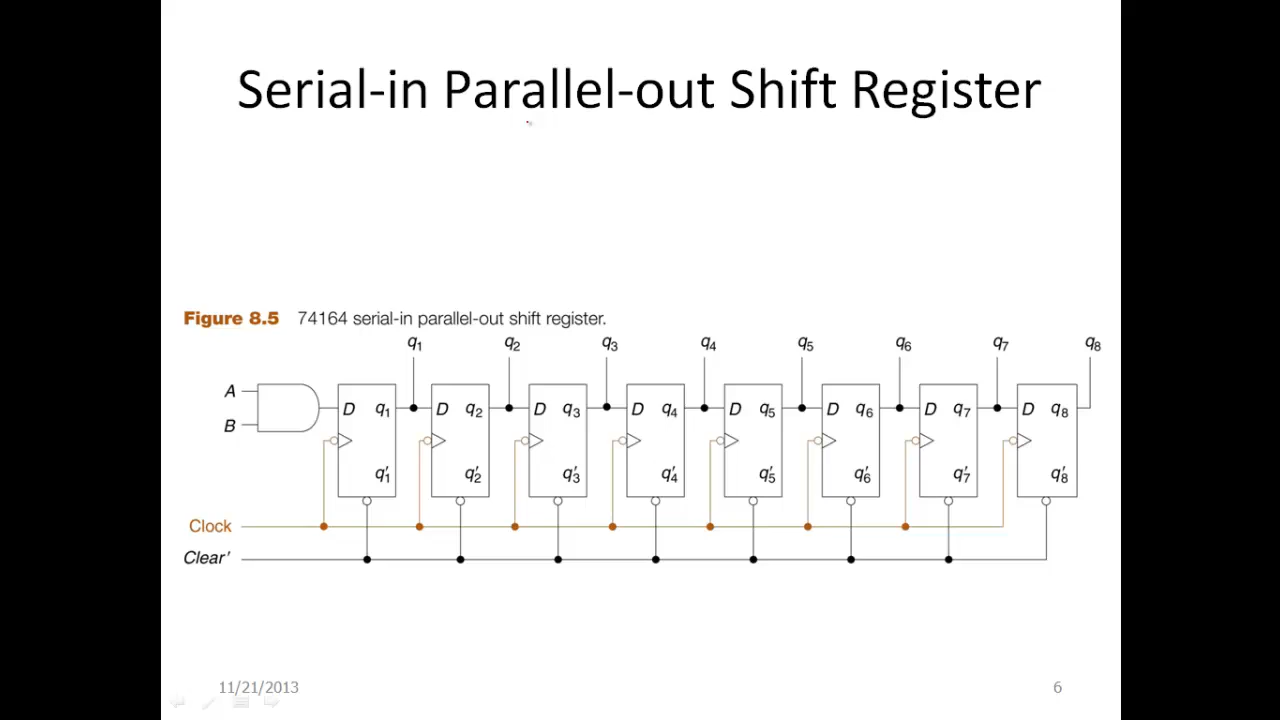 Serial-in Parallel-out Shift Register
Figure 8.5 74164 serial-in parallel-out shift register.
q1 q2 q3 q4 q5 q6 q7 q8
A
B
D q1 D q2 D q3 D q4 D q5 D q6 D q7 D q8
q'1 q'2 q'3 q'4 q'5 q'6 q'7 q'8
Clock
Clear'
11/21/2013 6